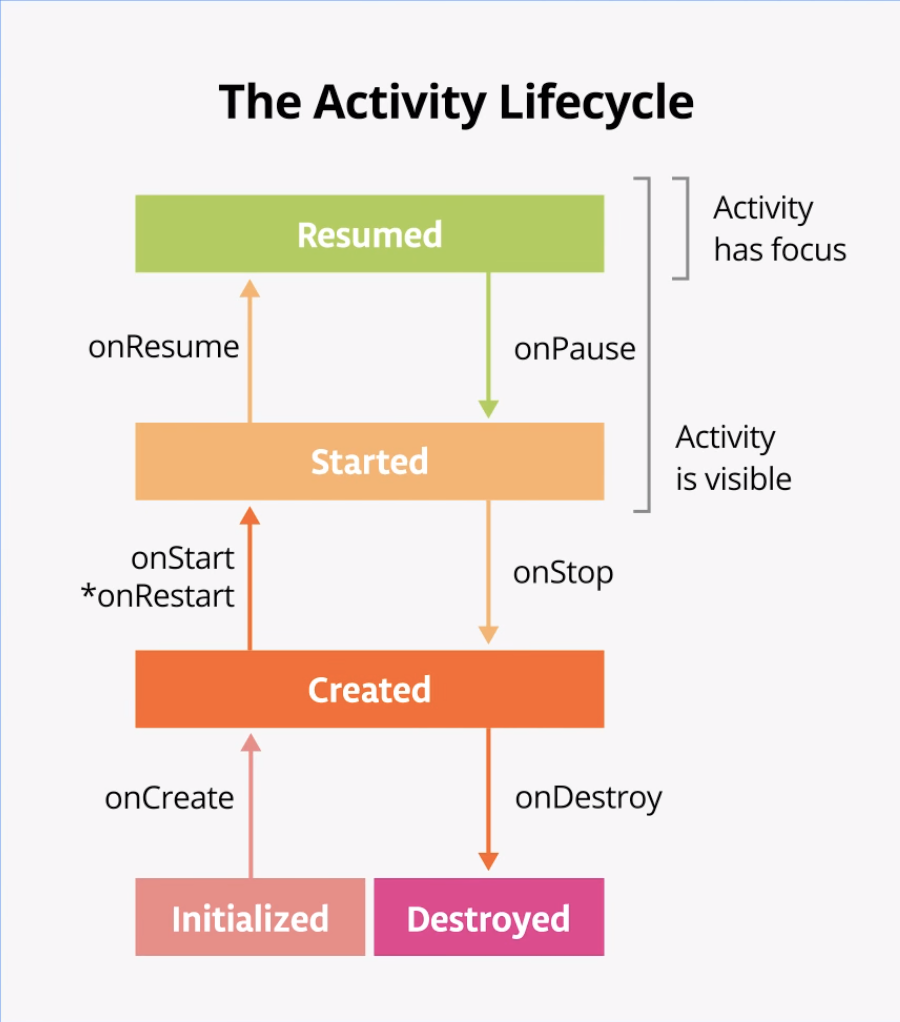 The Activity Lifecycle
Resumed
Activity
has focus
onResume
onPause
Started
Activity
is visible
onStart
*onRestart
onStop
Created
onCreate
onDestroy
Initialized
Destroyed